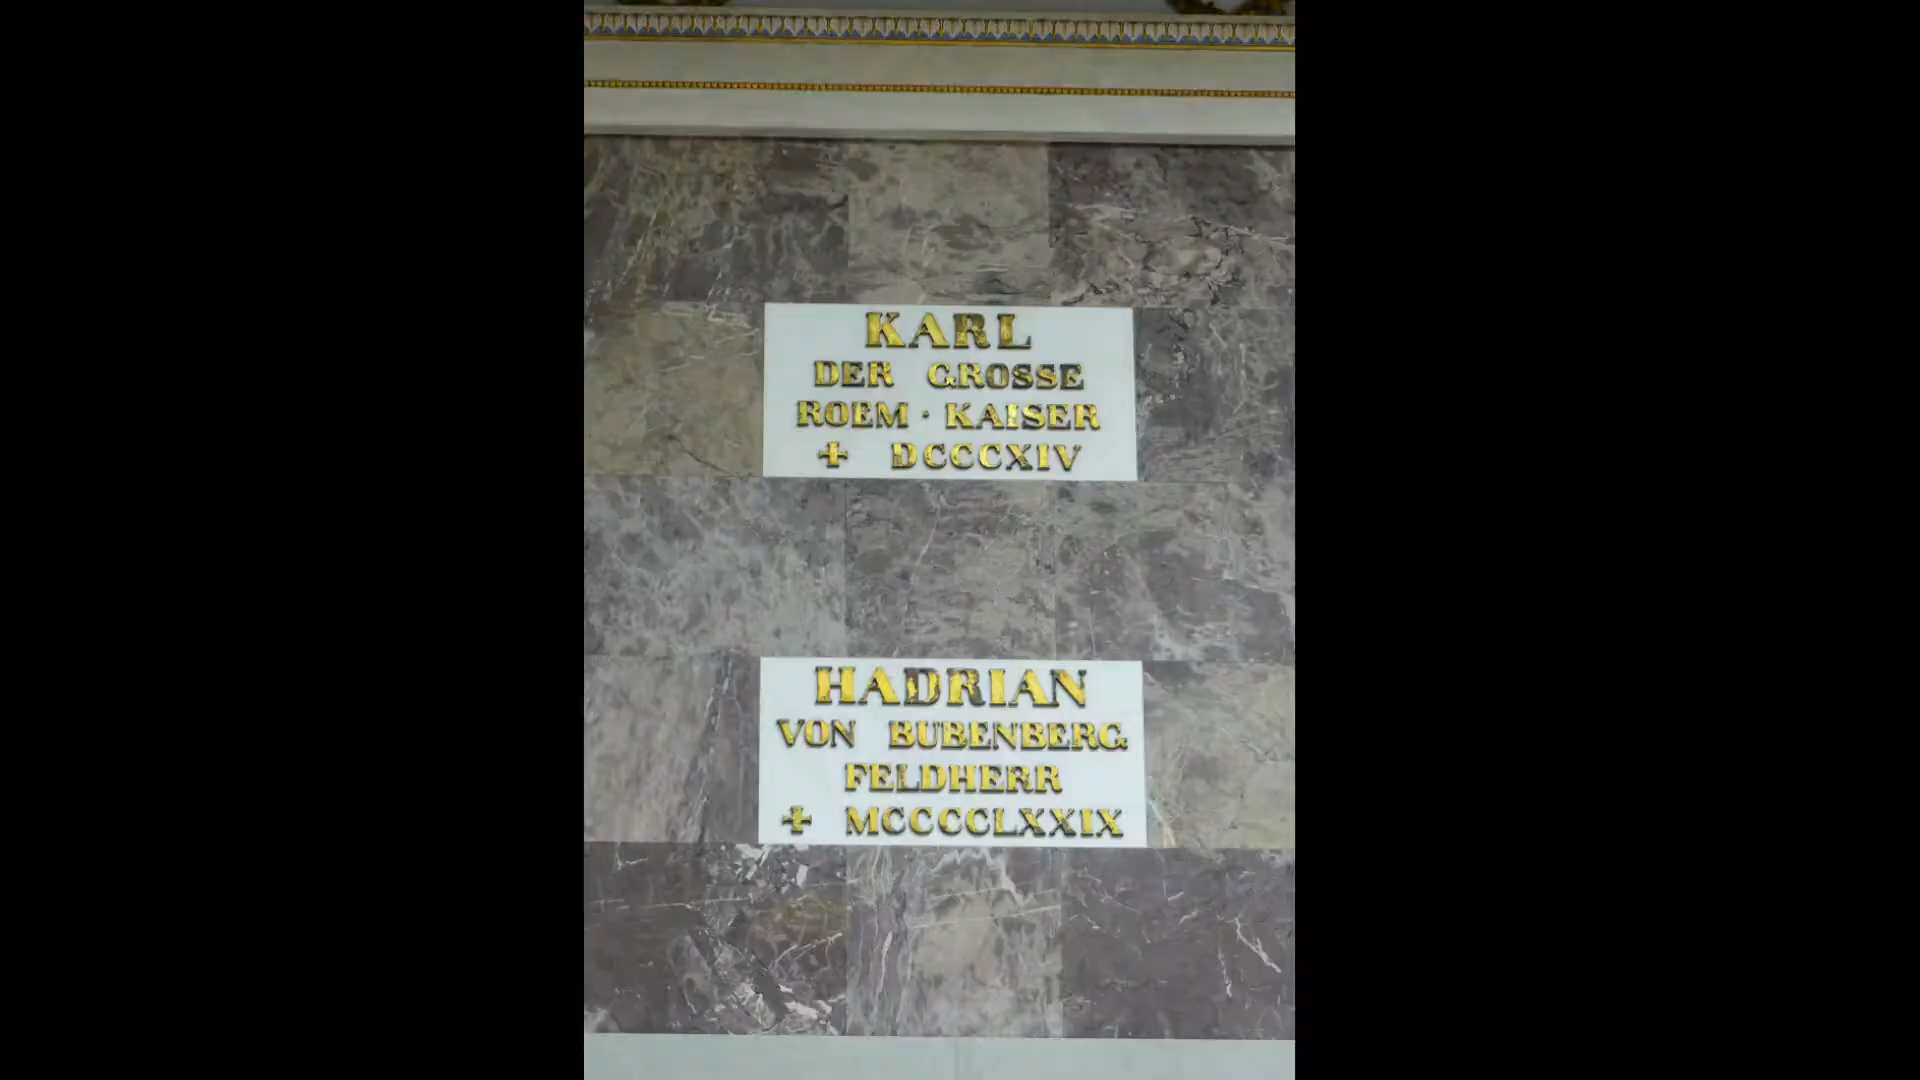 KARL
DER GROSSE
ROEM · KAISER
+ DCCCXIV
HADRIAN
VON BUBENBERG
FELDHERR
+ MCCCCLXXIX